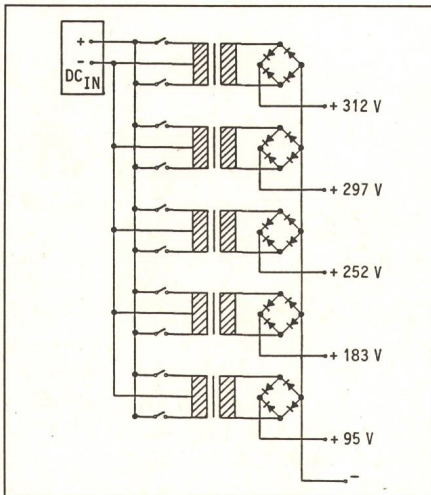 +
-
DC IN
+ 312 V
+ 297 V
+ 252 V
+ 183 V
+ 95 V
-